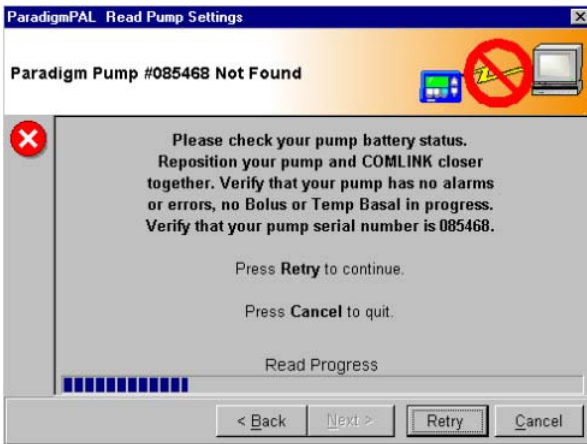 ParadigmPAL Read Pump Settings
Paradigm Pump #085468 Not Found
Please check your pump battery status.
Reposition your pump and COMLINK closer
together. Verify that your pump has no alarms
or errors, no Bolus or Temp Basal in progress.
Verify that your pump serial number is 085468.
Press Retry to continue.
Press Cancel to quit.
Read Progress
< Back Next > Retry Cancel